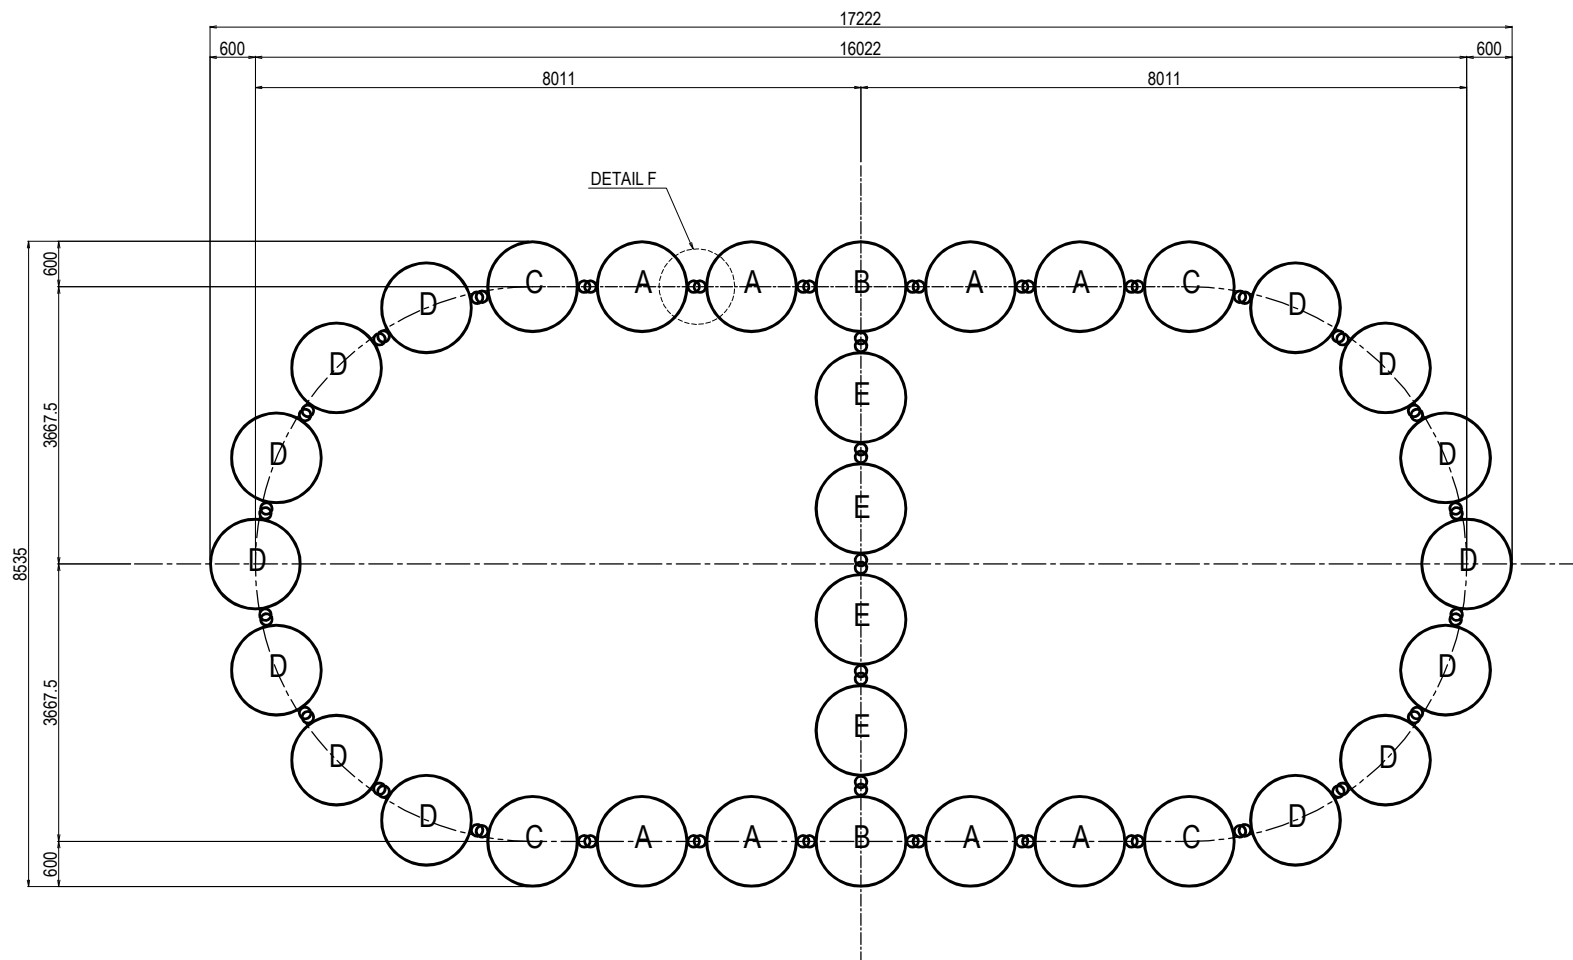 17222
600 16022 600
8011 8011
DETAIL F
600
C A A B A A C
D D
D D
E
3667.5
D D
E
8535
D D
E
3667.5
D D
E
D D
D D
C A A B A A C
600